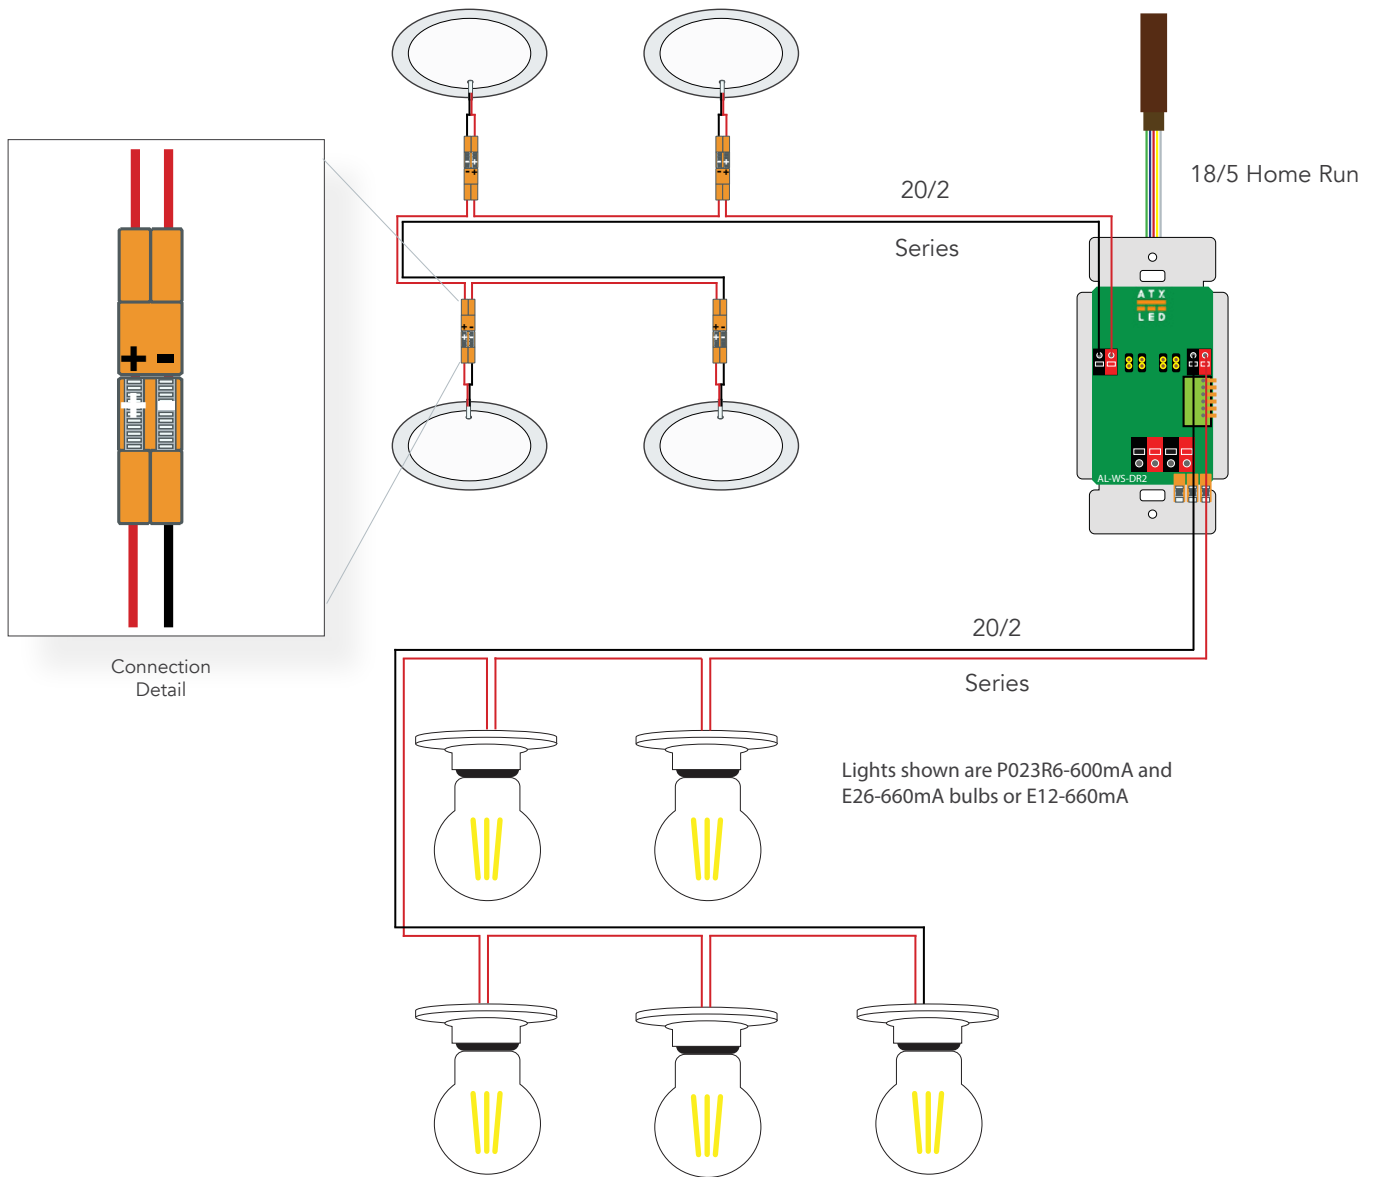 18/5 Home Run
20/2
Series
+ -
ATX
LED
AL-WS-DR2
Connection
Detail
20/2
Series
Lights shown are P023R6-600mA and
E26-660mA bulbs or E12-660mA